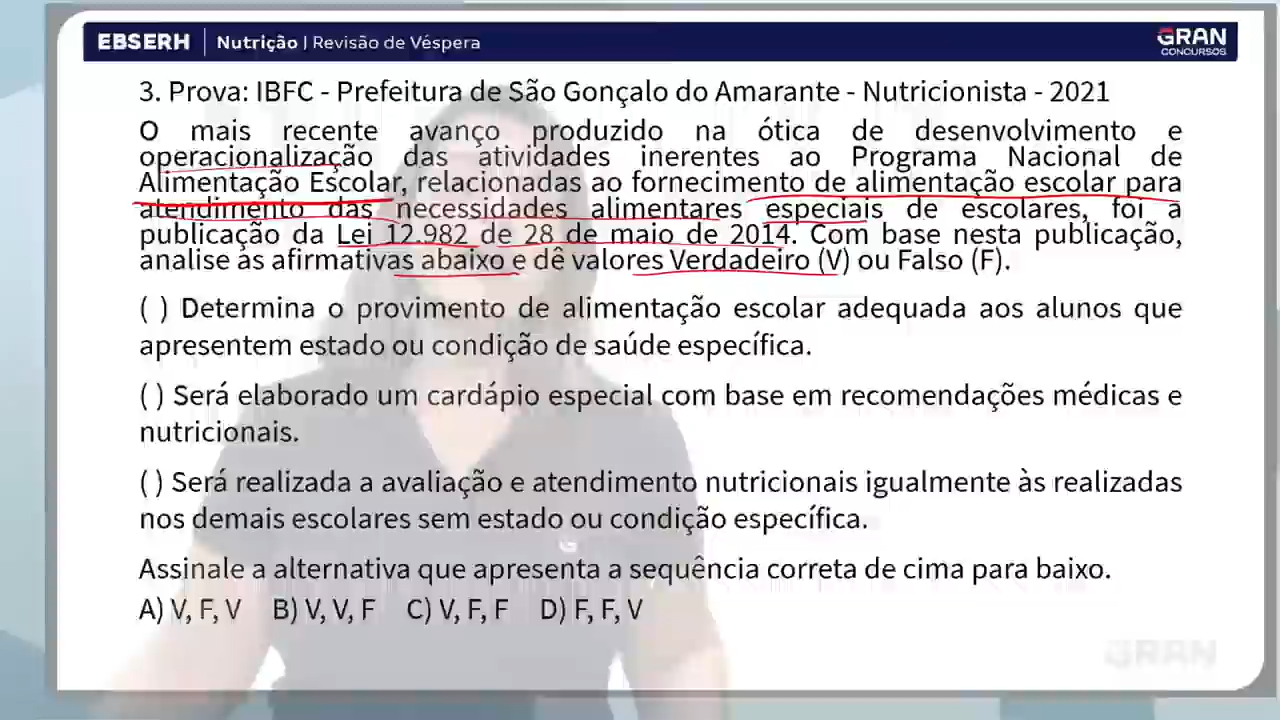 EBSERH | Nutrição | Revisão de Véspera
GRAN CONCURSOS
3. Prova: IBFC - Prefeitura de São Gonçalo do Amarante - Nutricionista - 2021
O mais recente avanço produzido na ótica de desenvolvimento e
operacionalização das atividades inerentes ao Programa Nacional de
Alimentação Escolar, relacionadas ao fornecimento de alimentação escolar para
atendimento das necessidades alimentares especiais de escolares, foi a
publicação da Lei 12.982 de 28 de maio de 2014. Com base nesta publicação,
analise as afirmativas abaixo e dê valores Verdadeiro (V) ou Falso (F).
( ) Determina o provimento de alimentação escolar adequada aos alunos que
apresentem estado ou condição de saúde específica.
( ) Será elaborado um cardápio especial com base em recomendações médicas e
nutricionais.
( ) Será realizada a avaliação e atendimento nutricionais igualmente às realizadas
nos demais escolares sem estado ou condição específica.
Assinale a alternativa que apresenta a sequência correta de cima para baixo.
A) V, F, V B) V, V, F C) V, F, F D) F, F, V
GRAN